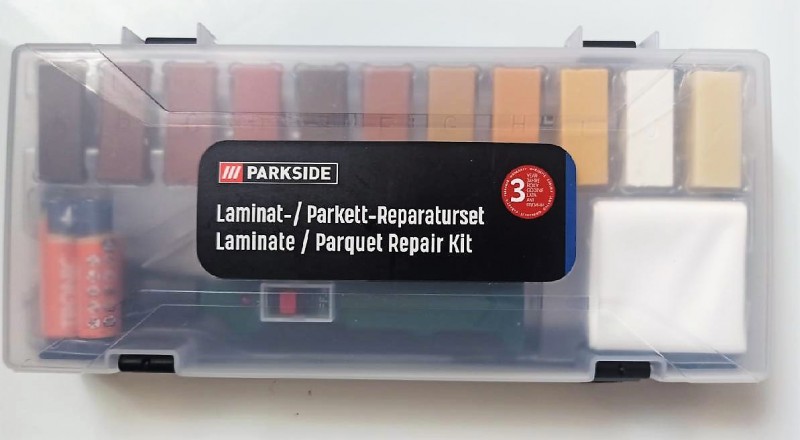 PARKSIDE
Laminat-/ Parkett-Reparaturset
Laminate / Parquet Repair Kit
3